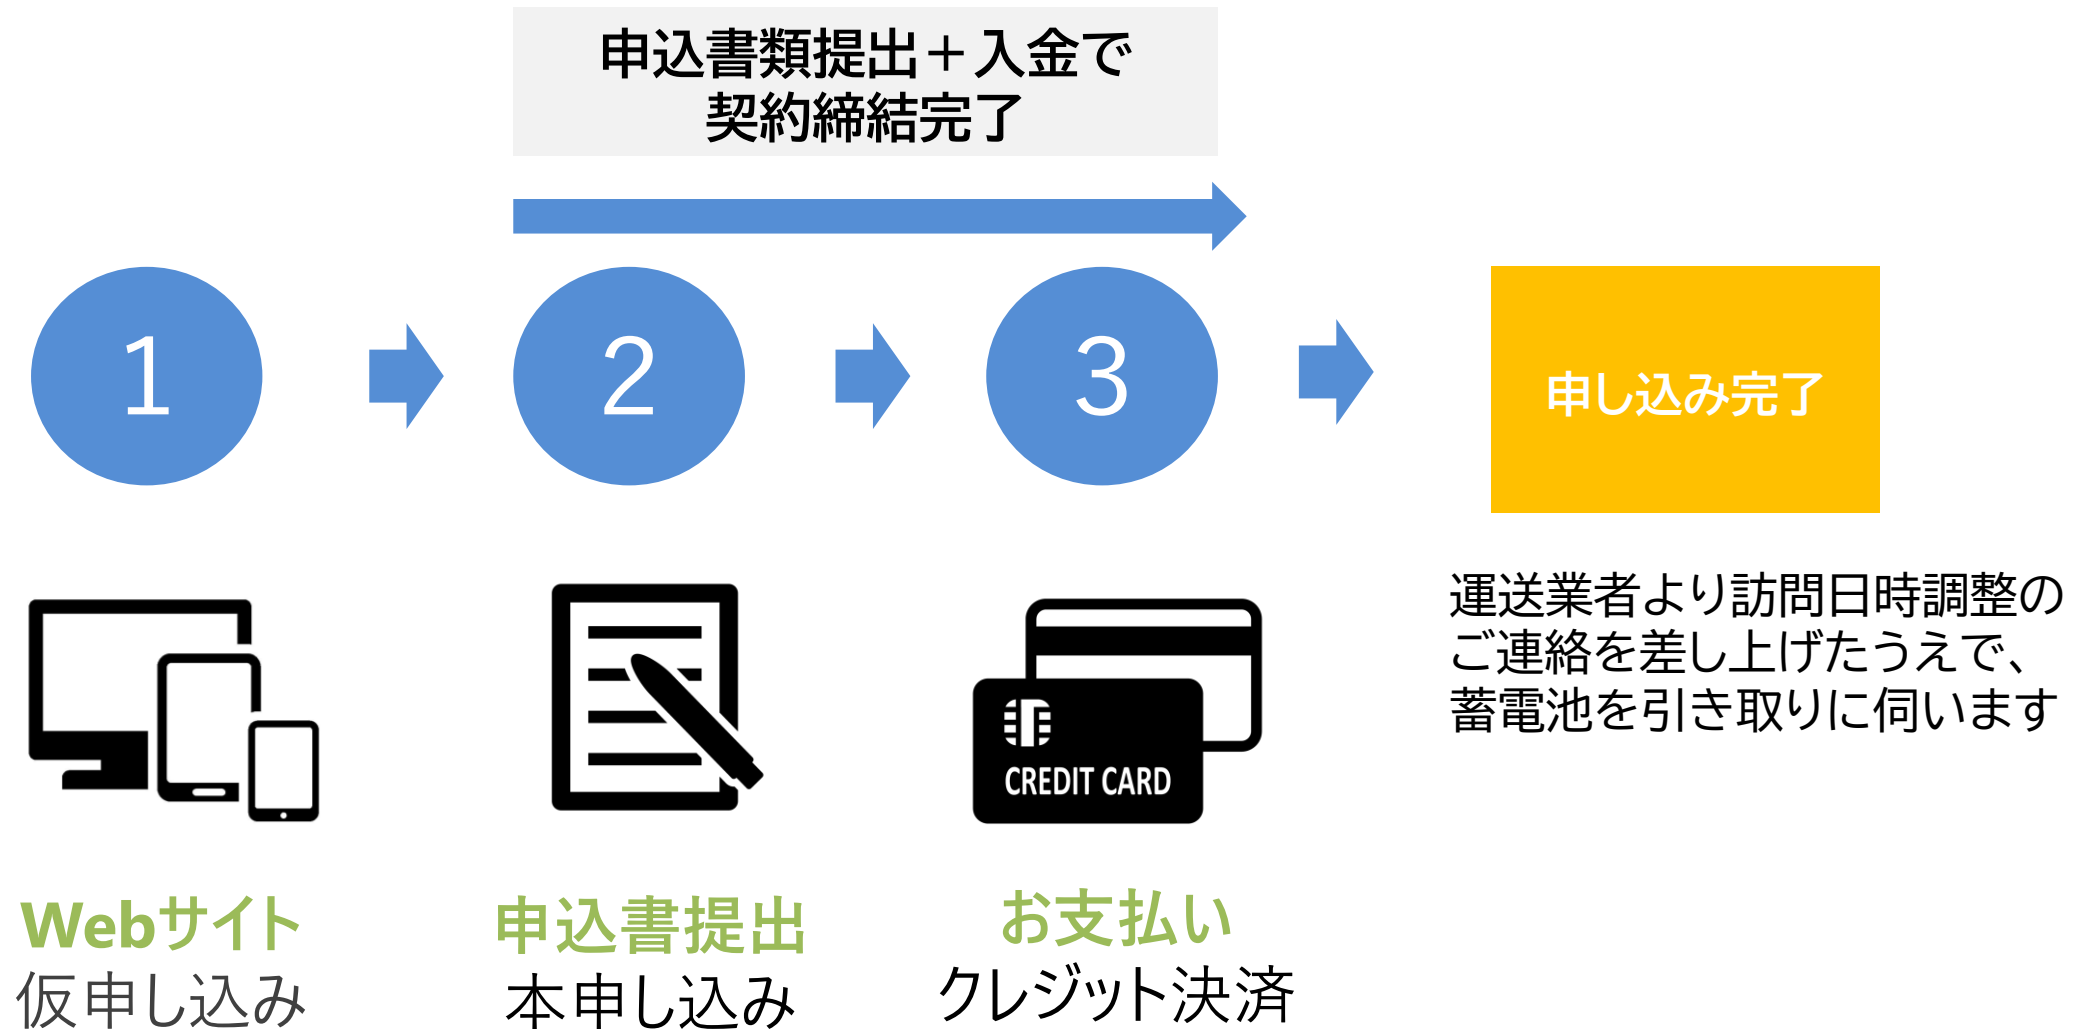 申込書類提出＋入金で
契約締結完了
1
2
3
申し込み完了
運送業者より訪問日時調整の
ご連絡を差し上げたうえで、
蓄電池を引き取りに伺います
CREDIT CARD
Webサイト
仮申し込み
申込書提出
本申し込み
お支払い
クレジット決済